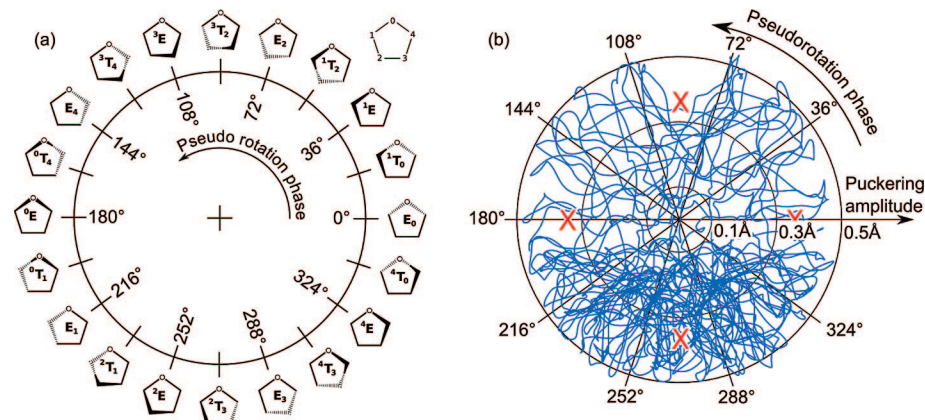 (a)
³E
³T₂
E₂
0
1
4
2
3
³T₄
¹T₂
E₄
108°
72°
¹E
144°
36°
⁰T₄
Pseudo rotation phase
¹T₀
⁰E
180°
0°
E₀
⁰T₁
⁴T₀
216°
324°
E₁
252°
288°
⁴E
²T₁
⁴T₃
²E
²T₃
E₃
(b)
Pseudorotation phase
108°
72°
X
144°
36°
Puckering
amplitude
180°
X
X
0.1Å
0.3Å
0.5Å
216°
324°
X
252°
288°